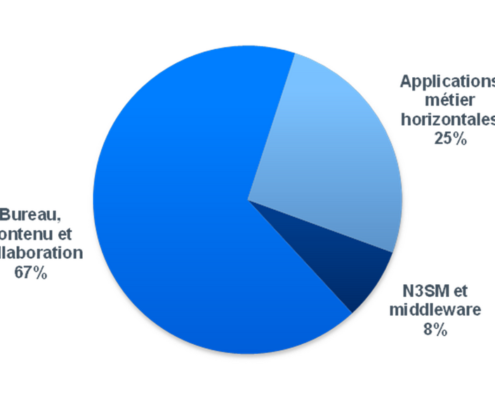 Applications
métier
horizontales
25%
Bureau,
ontenu et
llaboration
67%
N3SM et
middleware
8%